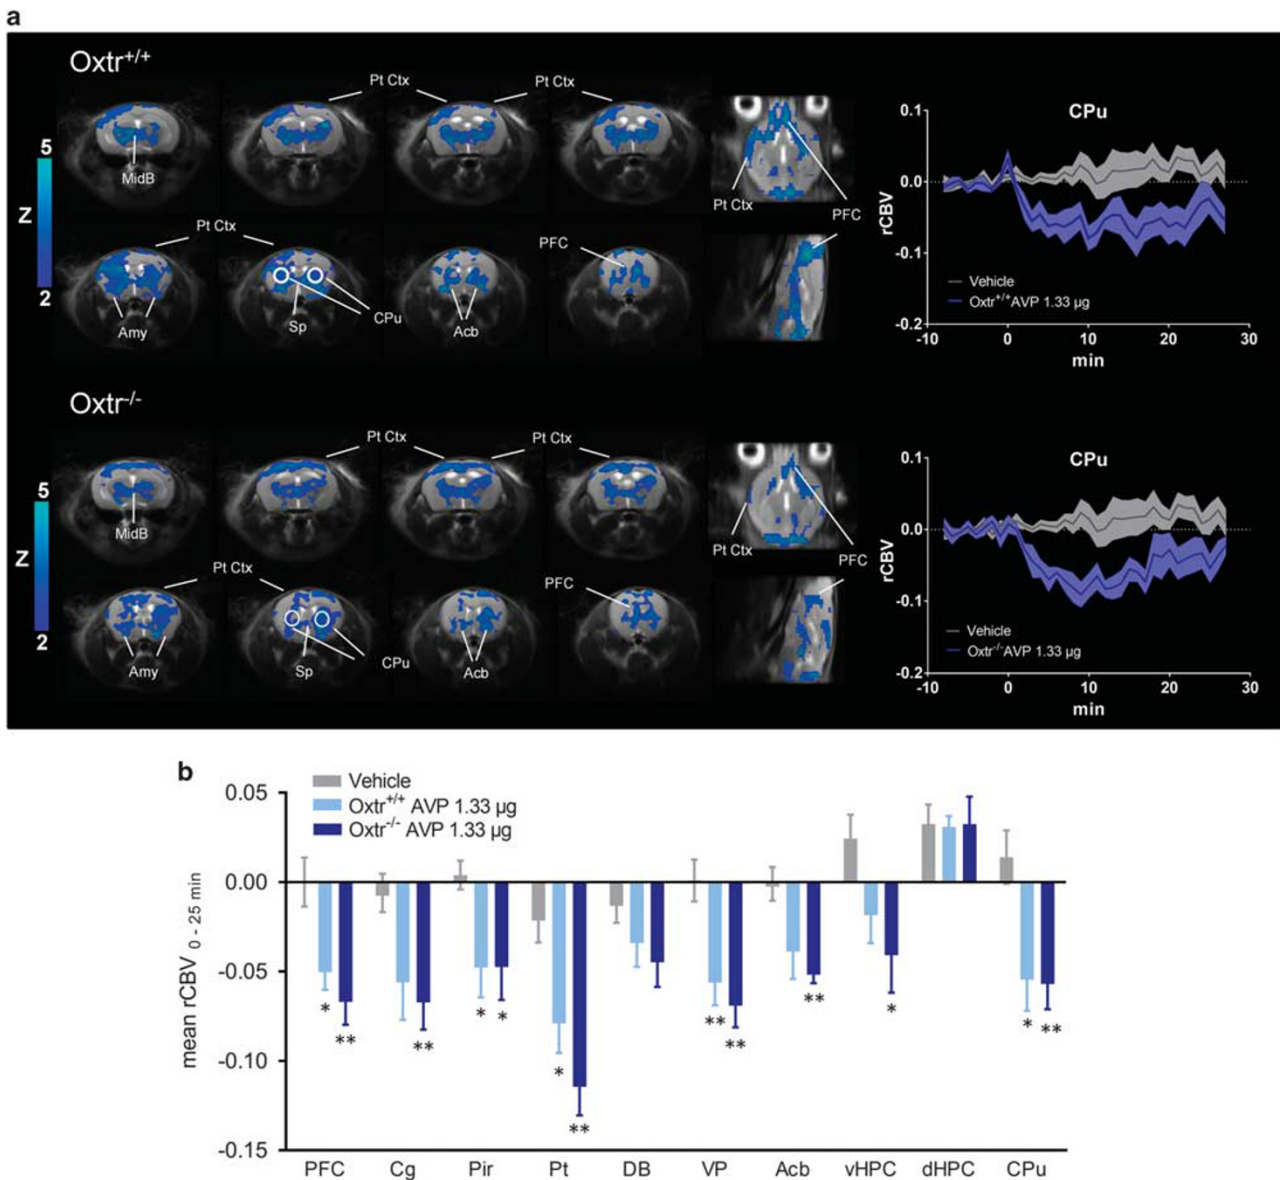 a
Oxtr+/+
Pt Ctx
Pt Ctx
MidB
Pt Ctx
PFC
5
Z
2
Pt Ctx
PFC
Amy
Sp
CPu
Acb
CPu
0.1
0.0
-0.1
-0.2
rCBV
Vehicle
Oxtr+/+AVP 1.33 µg
-10 0 10 20 30
min
Oxtr-/-
Pt Ctx
Pt Ctx
MidB
Pt Ctx
PFC
5
Z
2
Pt Ctx
PFC
Amy
Sp
CPu
Acb
CPu
0.1
0.0
-0.1
-0.2
rCBV
Vehicle
Oxtr-/-AVP 1.33 µg
-10 0 10 20 30
min
b
Vehicle
Oxtr+/+ AVP 1.33 µg
Oxtr-/- AVP 1.33 µg
mean rCBV 0 - 25 min
0.05
0.00
-0.05
-0.10
-0.15
* ** ** * * * ** ** ** ** * * **
PFC Cg Pir Pt DB VP Acb vHPC dHPC CPu